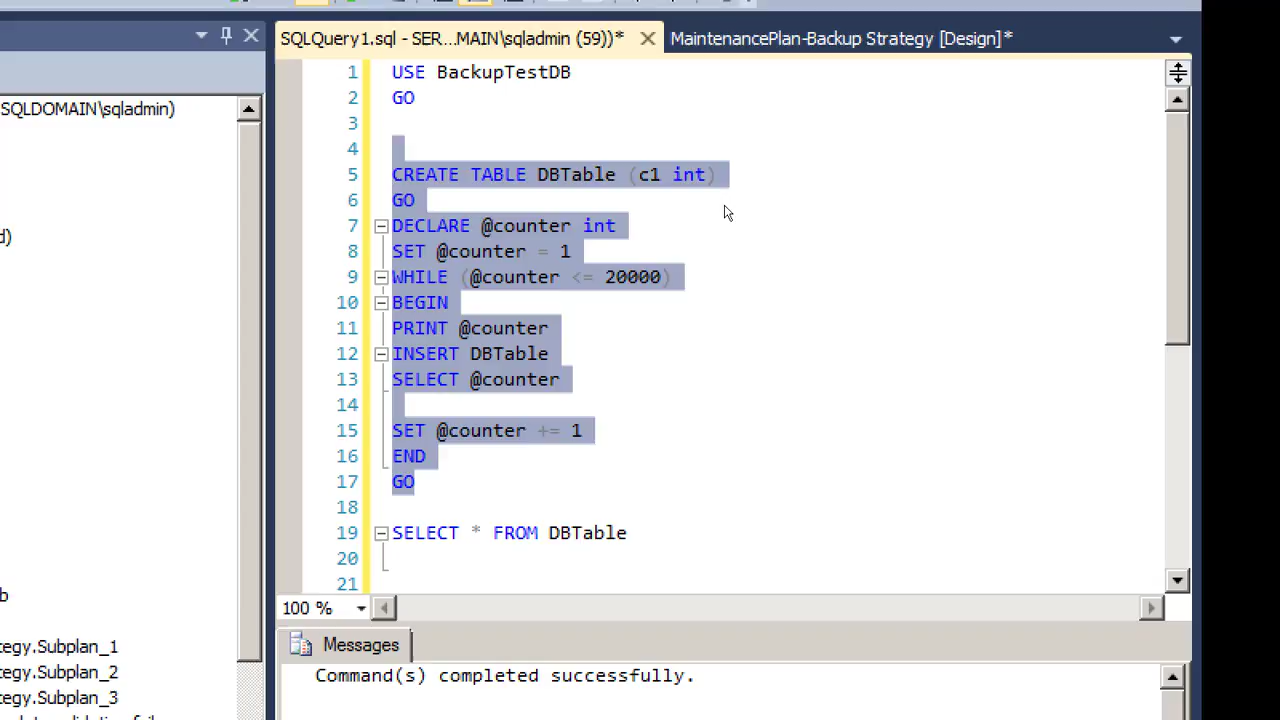 SQLQuery1.sql - SER...MAIN\sqladmin (59))* MaintenancePlan-Backup Strategy [Design]*
SQLDOMAIN\sqladmin)
d)
b
tegy.Subplan_1
tegy.Subplan_2
tegy.Subplan_3
1 USE BackupTestDB
2 GO
3
4
5 CREATE TABLE DBTable (c1 int)
6 GO
7 DECLARE @counter int
8 SET @counter = 1
9 WHILE (@counter <= 20000)
10 BEGIN
11 PRINT @counter
12 INSERT DBTable
13 SELECT @counter
14
15 SET @counter += 1
16 END
17 GO
18
19 SELECT * FROM DBTable
20
21
100 %
Messages
Command(s) completed successfully.